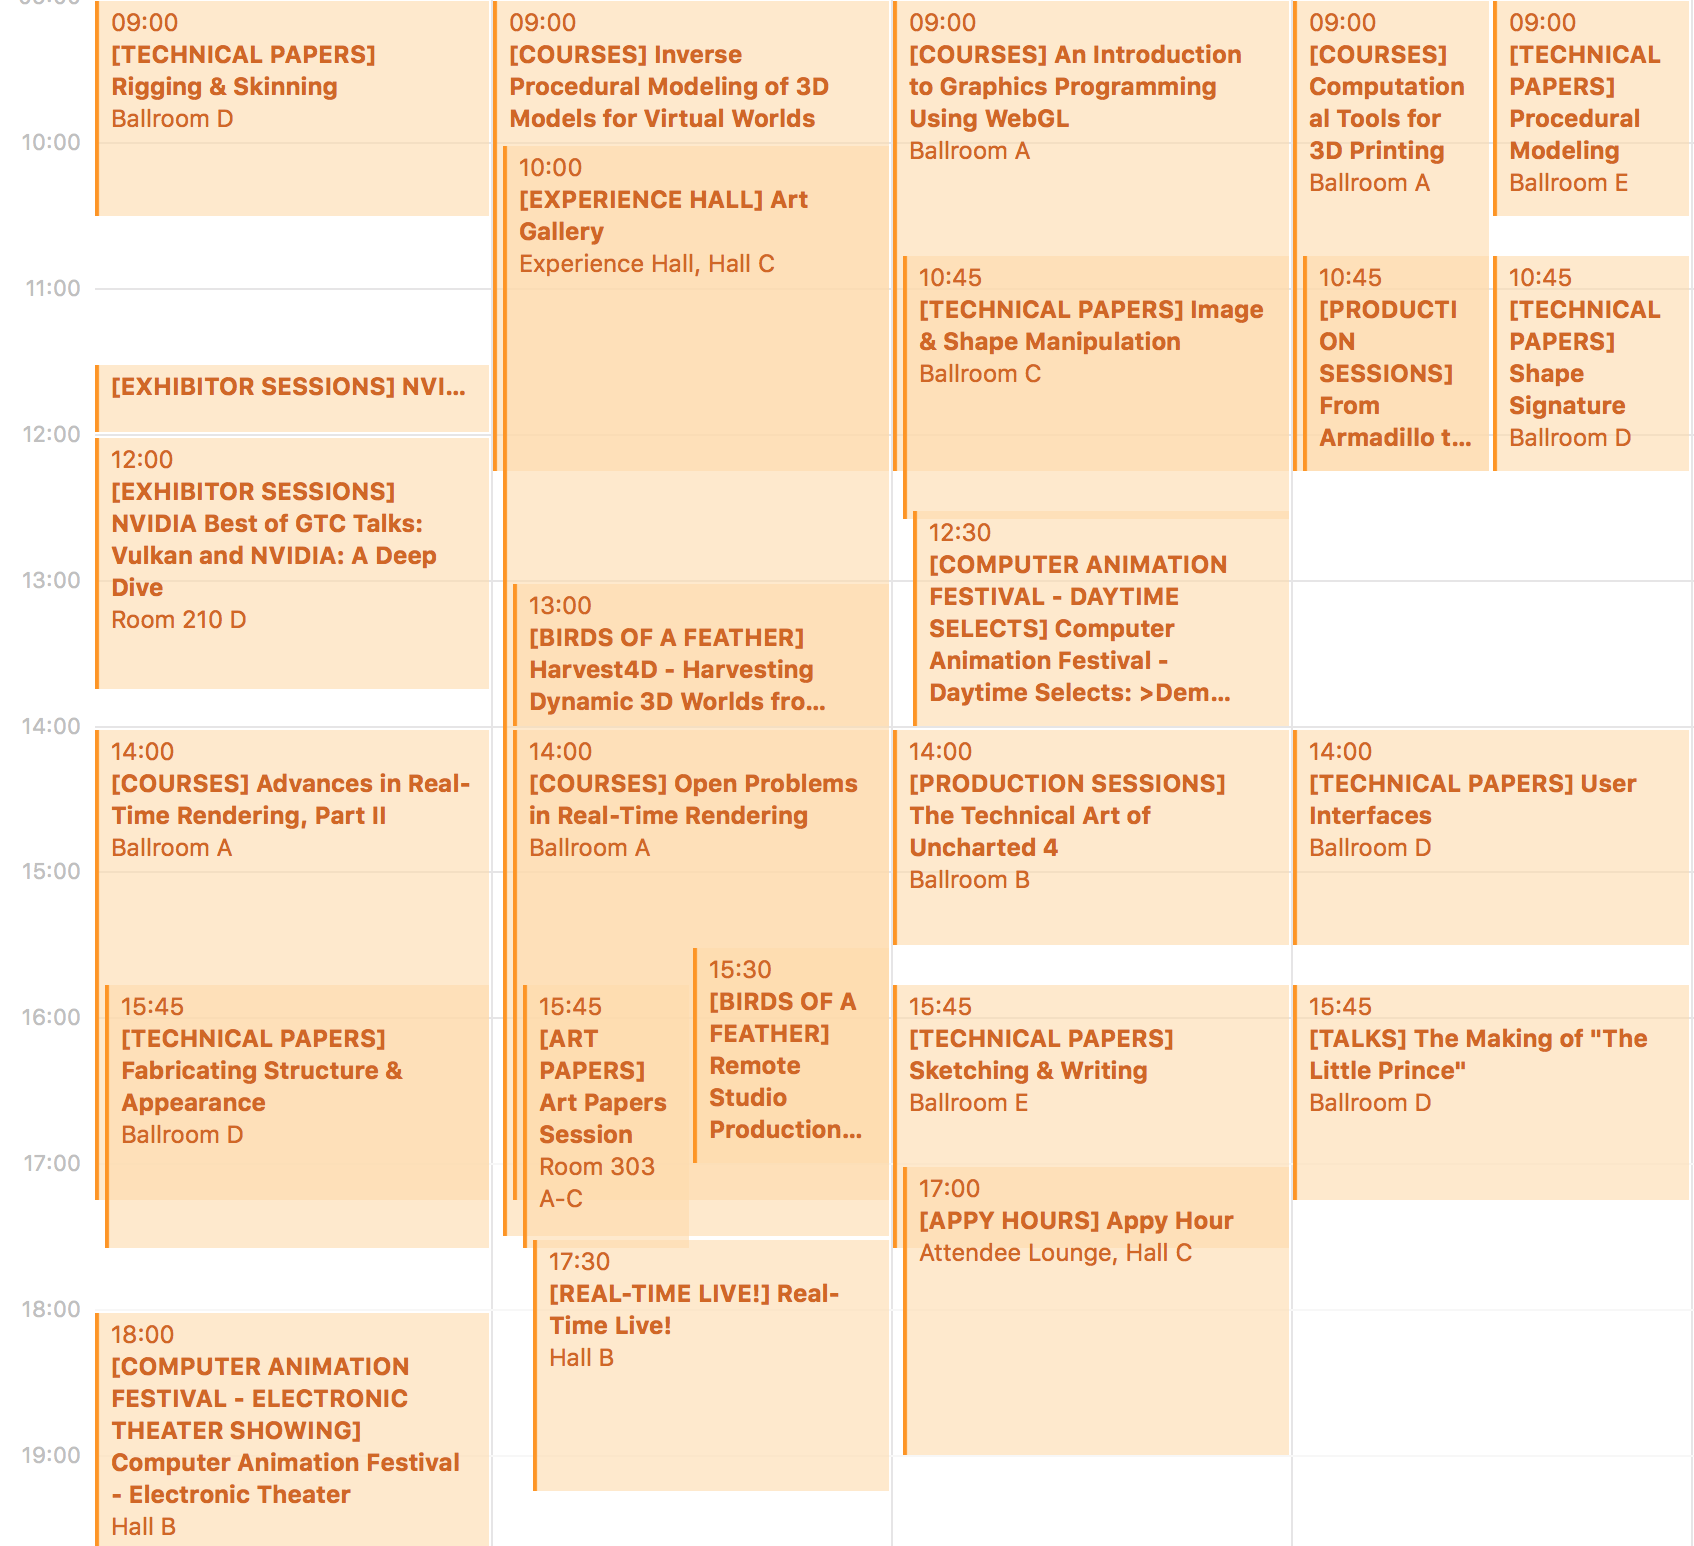 09:00
[TECHNICAL PAPERS]
Rigging & Skinning
Ballroom D
[EXHIBITOR SESSIONS] NVI...
12:00
[EXHIBITOR SESSIONS]
NVIDIA Best of GTC Talks:
Vulkan and NVIDIA: A Deep
Dive
Room 210 D
14:00
[COURSES] Advances in Real-
Time Rendering, Part II
Ballroom A
15:45
[TECHNICAL PAPERS]
Fabricating Structure &
Appearance
Ballroom D
18:00
[COMPUTER ANIMATION
FESTIVAL - ELECTRONIC
THEATER SHOWING]
Computer Animation Festival
- Electronic Theater
Hall B
09:00
[COURSES] Inverse
Procedural Modeling of 3D
Models for Virtual Worlds
10:00
[EXPERIENCE HALL] Art
Gallery
Experience Hall, Hall C
13:00
[BIRDS OF A FEATHER]
Harvest4D - Harvesting
Dynamic 3D Worlds fro...
14:00
[COURSES] Open Problems
in Real-Time Rendering
Ballroom A
15:45
[ART
PAPERS]
Art Papers
Session
Room 303
A-C
15:30
[BIRDS OF A
FEATHER]
Remote
Studio
Production...
17:30
[REAL-TIME LIVE!] Real-
Time Live!
Hall B
09:00
[COURSES] An Introduction
to Graphics Programming
Using WebGL
Ballroom A
10:45
[TECHNICAL PAPERS] Image
& Shape Manipulation
Ballroom C
12:30
[COMPUTER ANIMATION
FESTIVAL - DAYTIME
SELECTS] Computer
Animation Festival -
Daytime Selects: >Dem...
14:00
[PRODUCTION SESSIONS]
The Technical Art of
Uncharted 4
Ballroom B
15:45
[TECHNICAL PAPERS]
Sketching & Writing
Ballroom E
17:00
[APPY HOURS] Appy Hour
Attendee Lounge, Hall C
09:00
[COURSES]
Computation
al Tools for
3D Printing
Ballroom A
09:00
[TECHNICAL
PAPERS]
Procedural
Modeling
Ballroom E
10:45
[PRODUCTI
ON
SESSIONS]
From
Armadillo t...
10:45
[TECHNICAL
PAPERS]
Shape
Signature
Ballroom D
14:00
[TECHNICAL PAPERS] User
Interfaces
Ballroom D
15:45
[TALKS] The Making of "The
Little Prince"
Ballroom D
10:00
11:00
12:00
13:00
14:00
15:00
16:00
17:00
18:00
19:00